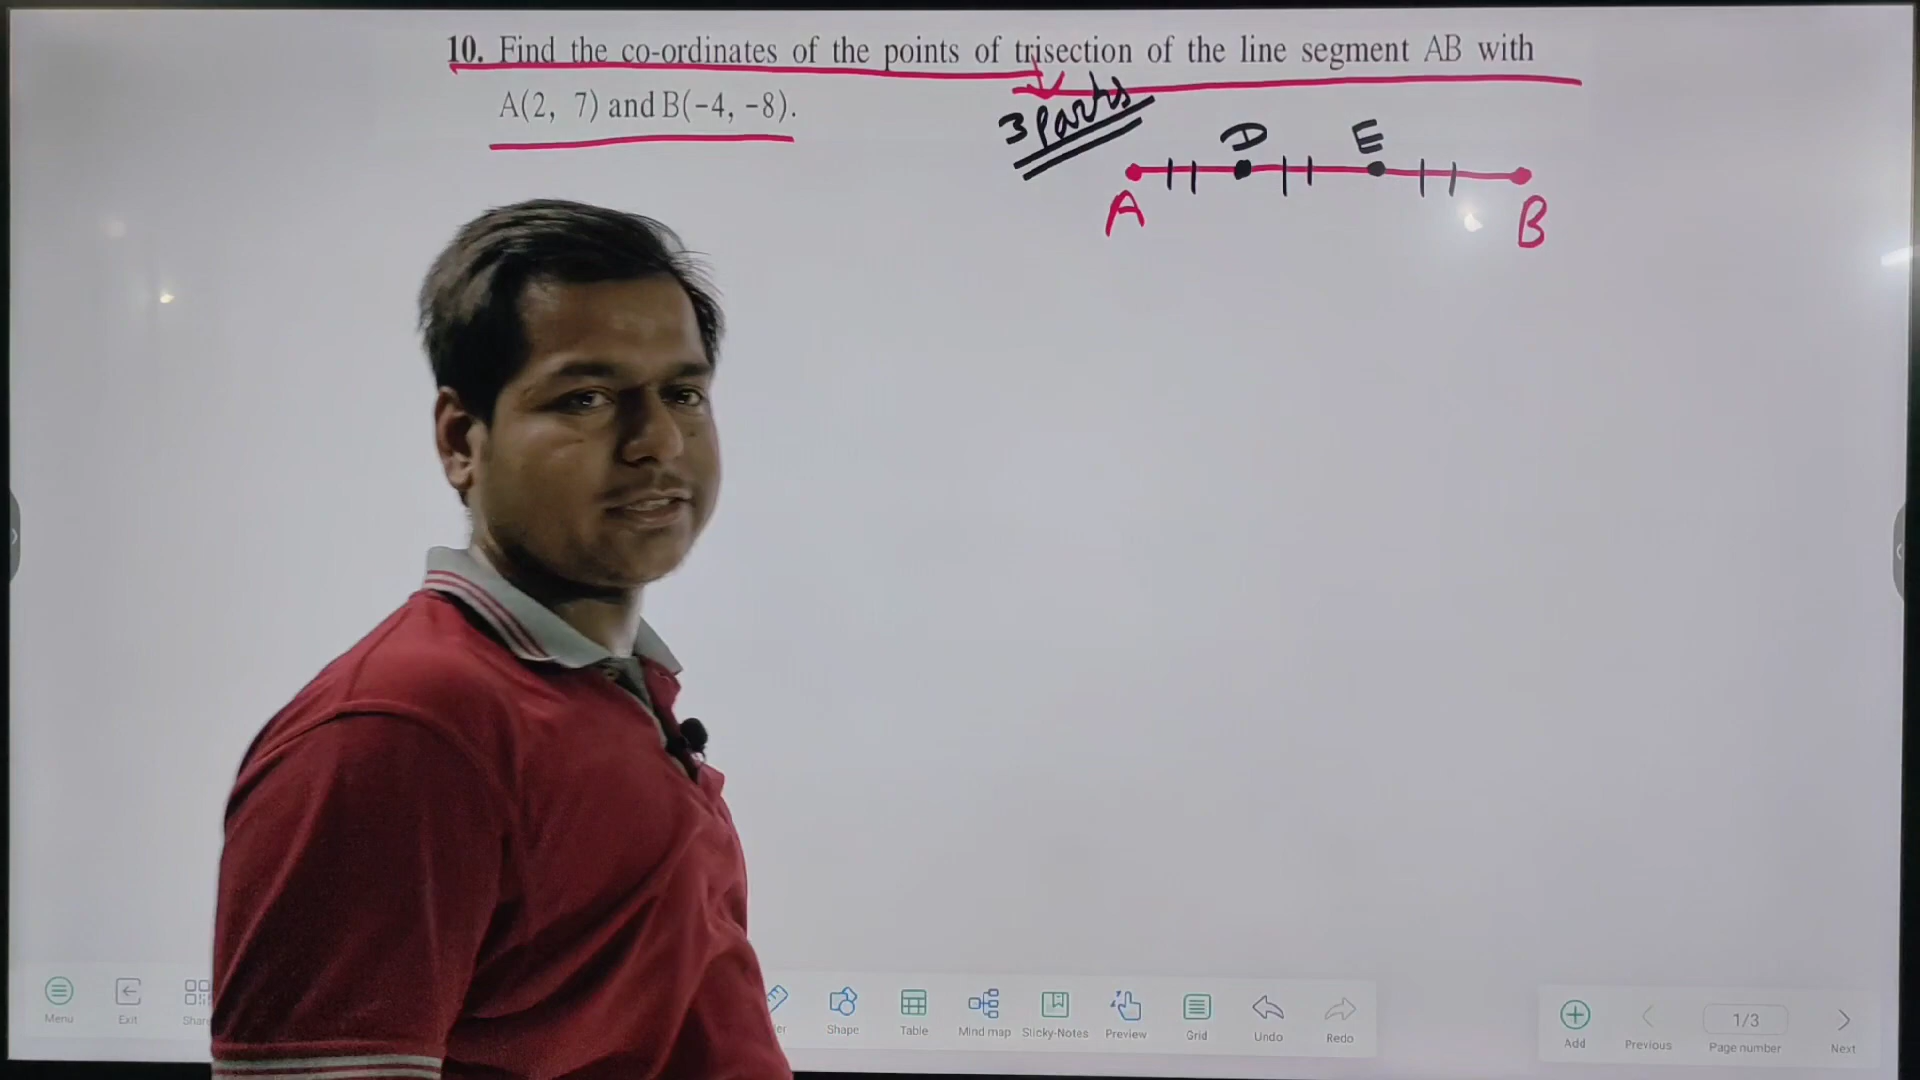 10. Find the co-ordinates of the points of trisection of the line segment AB with
A(2, 7) and B(-4, -8).
3 Parts
D E
A B
Menu Exit Share Shape Table Mind map Sticky-Notes Preview Grid Undo Redo Add Previous 1/3 Page number Next